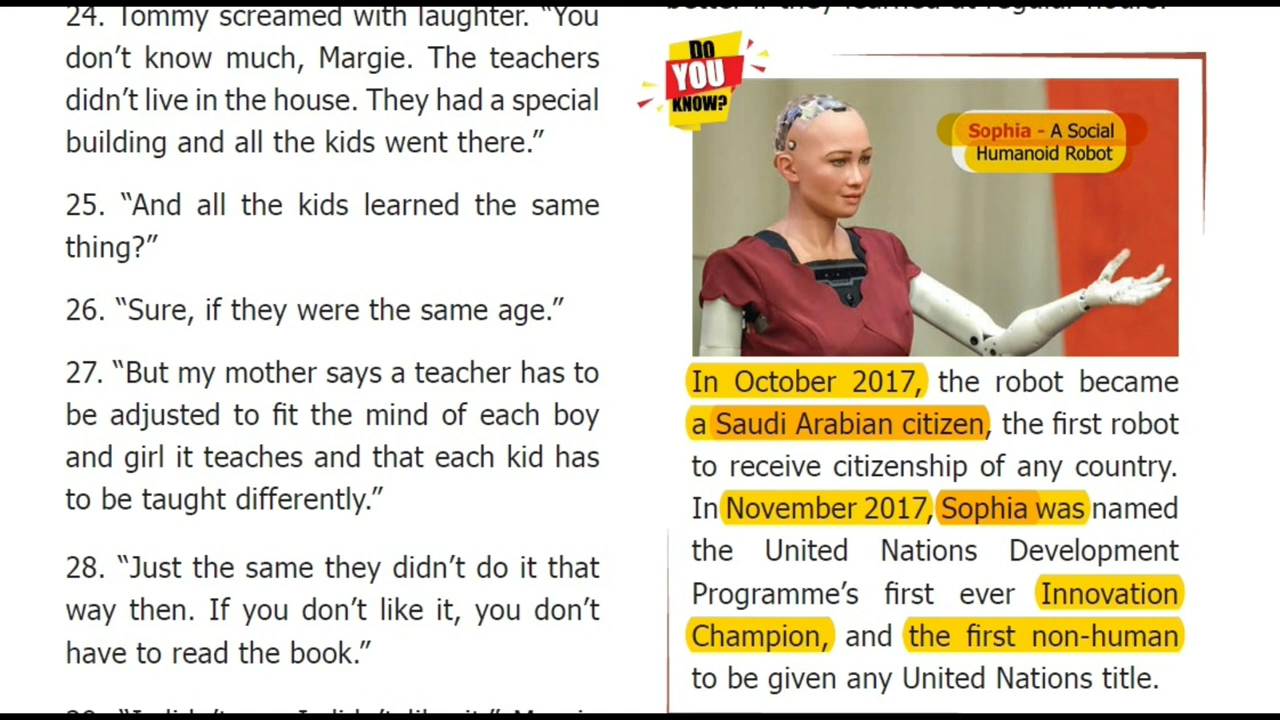 24. Tommy screamed with laughter. “You
don’t know much, Margie. The teachers
didn’t live in the house. They had a special
building and all the kids went there.”
25. “And all the kids learned the same
thing?”
26. “Sure, if they were the same age.”
27. “But my mother says a teacher has to
be adjusted to fit the mind of each boy
and girl it teaches and that each kid has
to be taught differently.”
28. “Just the same they didn’t do it that
way then. If you don’t like it, you don’t
have to read the book.”
DO
YOU
KNOW?
Sophia - A Social
Humanoid Robot
In October 2017, the robot became
a Saudi Arabian citizen, the first robot
to receive citizenship of any country.
In November 2017, Sophia was named
the United Nations Development
Programme’s first ever Innovation
Champion, and the first non-human
to be given any United Nations title.